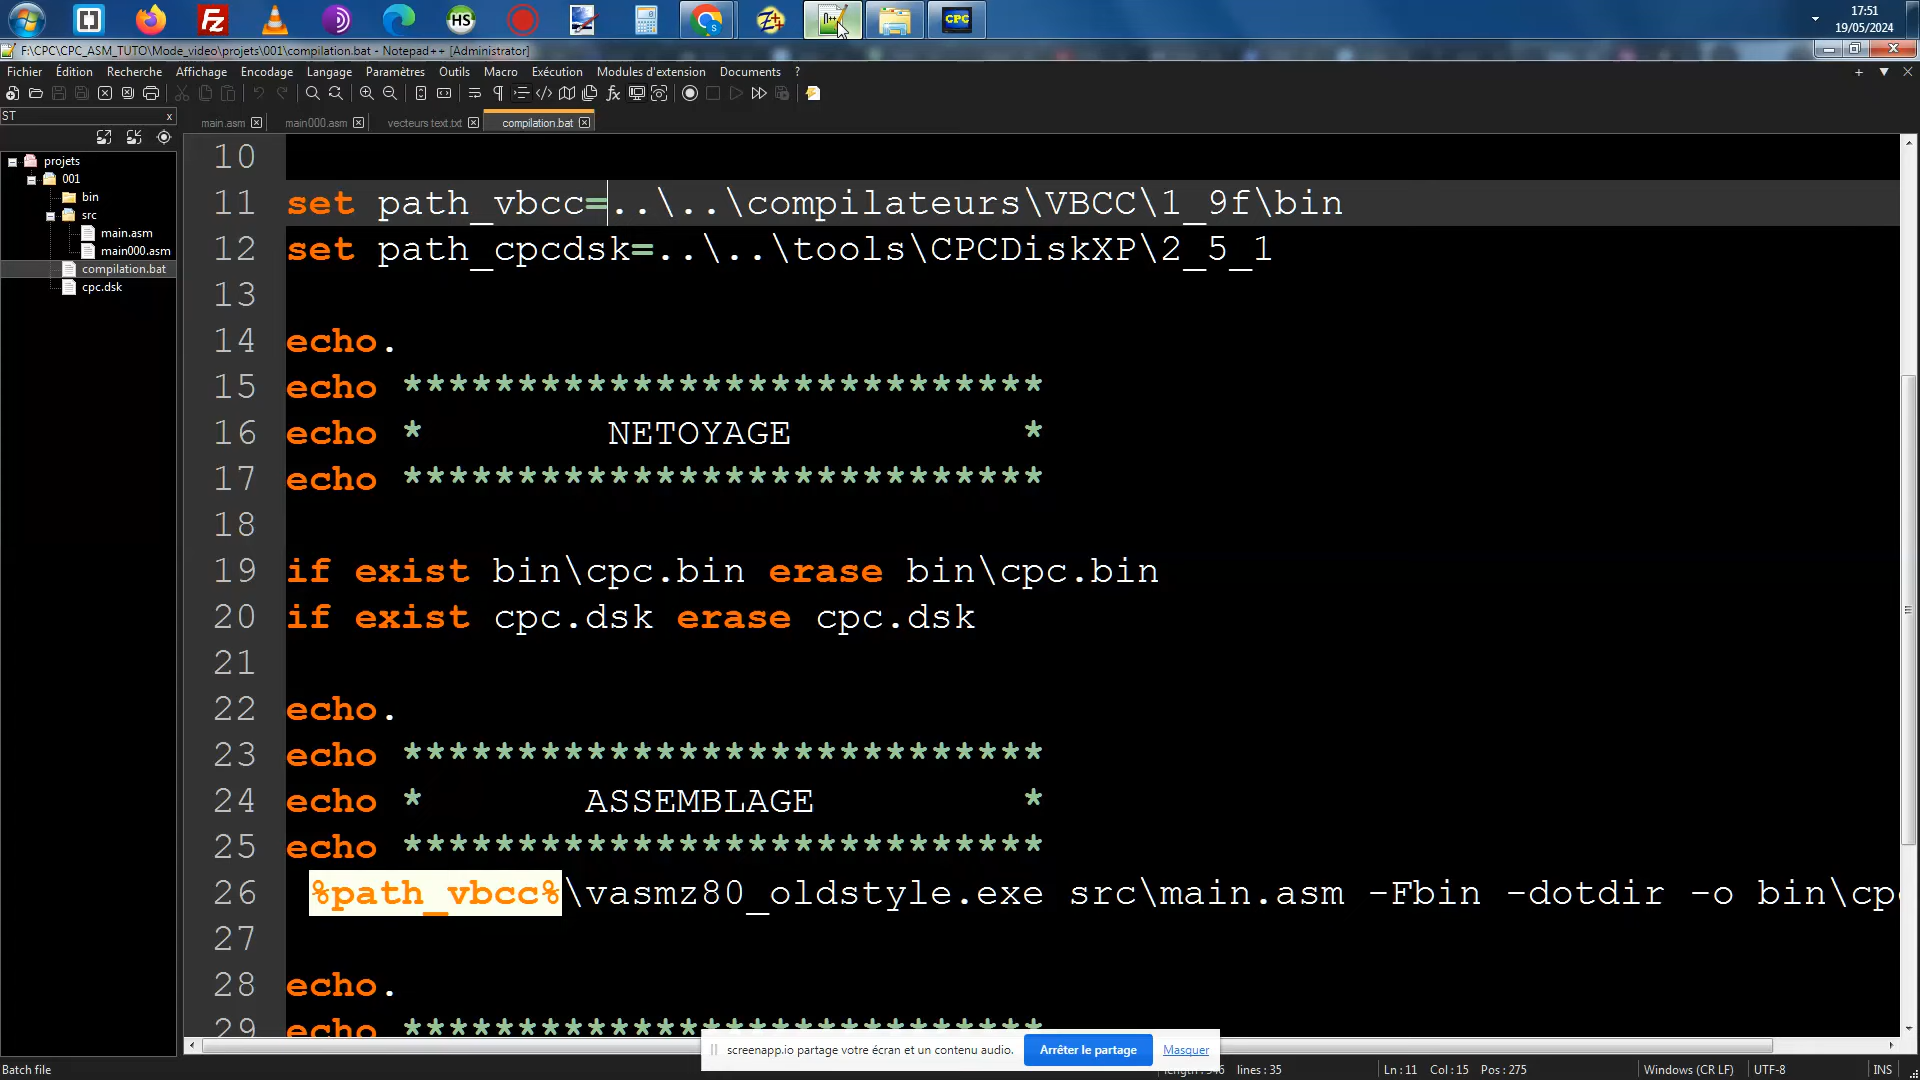 HS
CPC
17:51
19/05/2024
F:\CPC\CPC_ASM_TUTO\Mode_video\projets\001\compilation.bat - Notepad++ [Administrator]
Fichier Édition Recherche Affichage Encodage Langage Paramètres Outils Macro Exécution Modules d'extension Documents ?
ST
main.asm main000.asm vecteurs text.txt compilation.bat
projets
001
bin
src
main.asm
main000.asm
compilation.bat
cpc.dsk
10
11 set path_vbcc=..\..\compilateurs\VBCC\1_9f\bin
12 set path_cpcdsk=..\..\tools\CPCDiskXP\2_5_1
13
14 echo.
15 echo ****************************
16 echo * NETOYAGE *
17 echo ****************************
18
19 if exist bin\cpc.bin erase bin\cpc.bin
20 if exist cpc.dsk erase cpc.dsk
21
22 echo.
23 echo ****************************
24 echo * ASSEMBLAGE *
25 echo ****************************
26 %path_vbcc%\vasmz80_oldstyle.exe src\main.asm -Fbin -dotdir -o bin\cpc
27
28 echo.
29 echo ****************************
screenapp.io partage votre écran et un contenu audio. Arrêter le partage Masquer
Batch file lines : 35 Ln : 11 Col : 15 Pos : 275 Windows (CR LF) UTF-8 INS